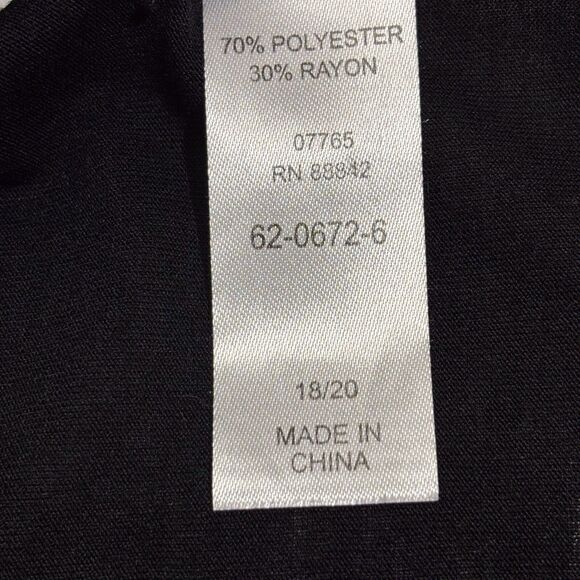 70% POLYESTER
30% RAYON
07765
RN 88842
62-0672-6
18/20
MADE IN
CHINA